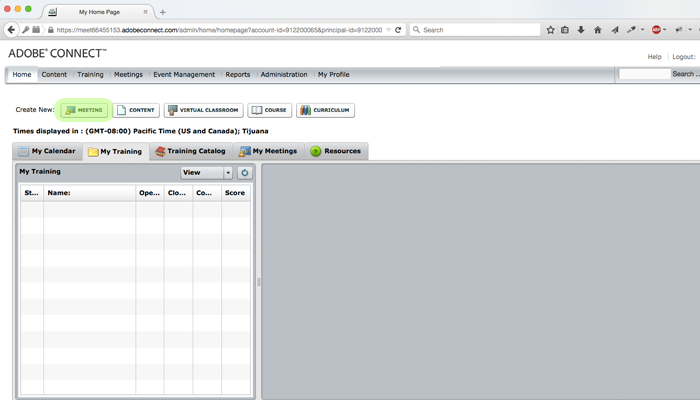 My Home Page
https://meet66455153.adobeconnect.com/admin/home/homepage?account-id=912200065&principal-id=9122000
Search
ADOBE® CONNECT™
Help Logout:
Home Content Training Meetings Event Management Reports Administration My Profile
Search ...
Create New: MEETING CONTENT VIRTUAL CLASSROOM COURSE CURRICULUM
Times displayed in : (GMT-08:00) Pacific Time (US and Canada); Tijuana
My Calendar My Training Training Catalog My Meetings Resources
My Training View
St... Name: Ope... Clo... Co... Score